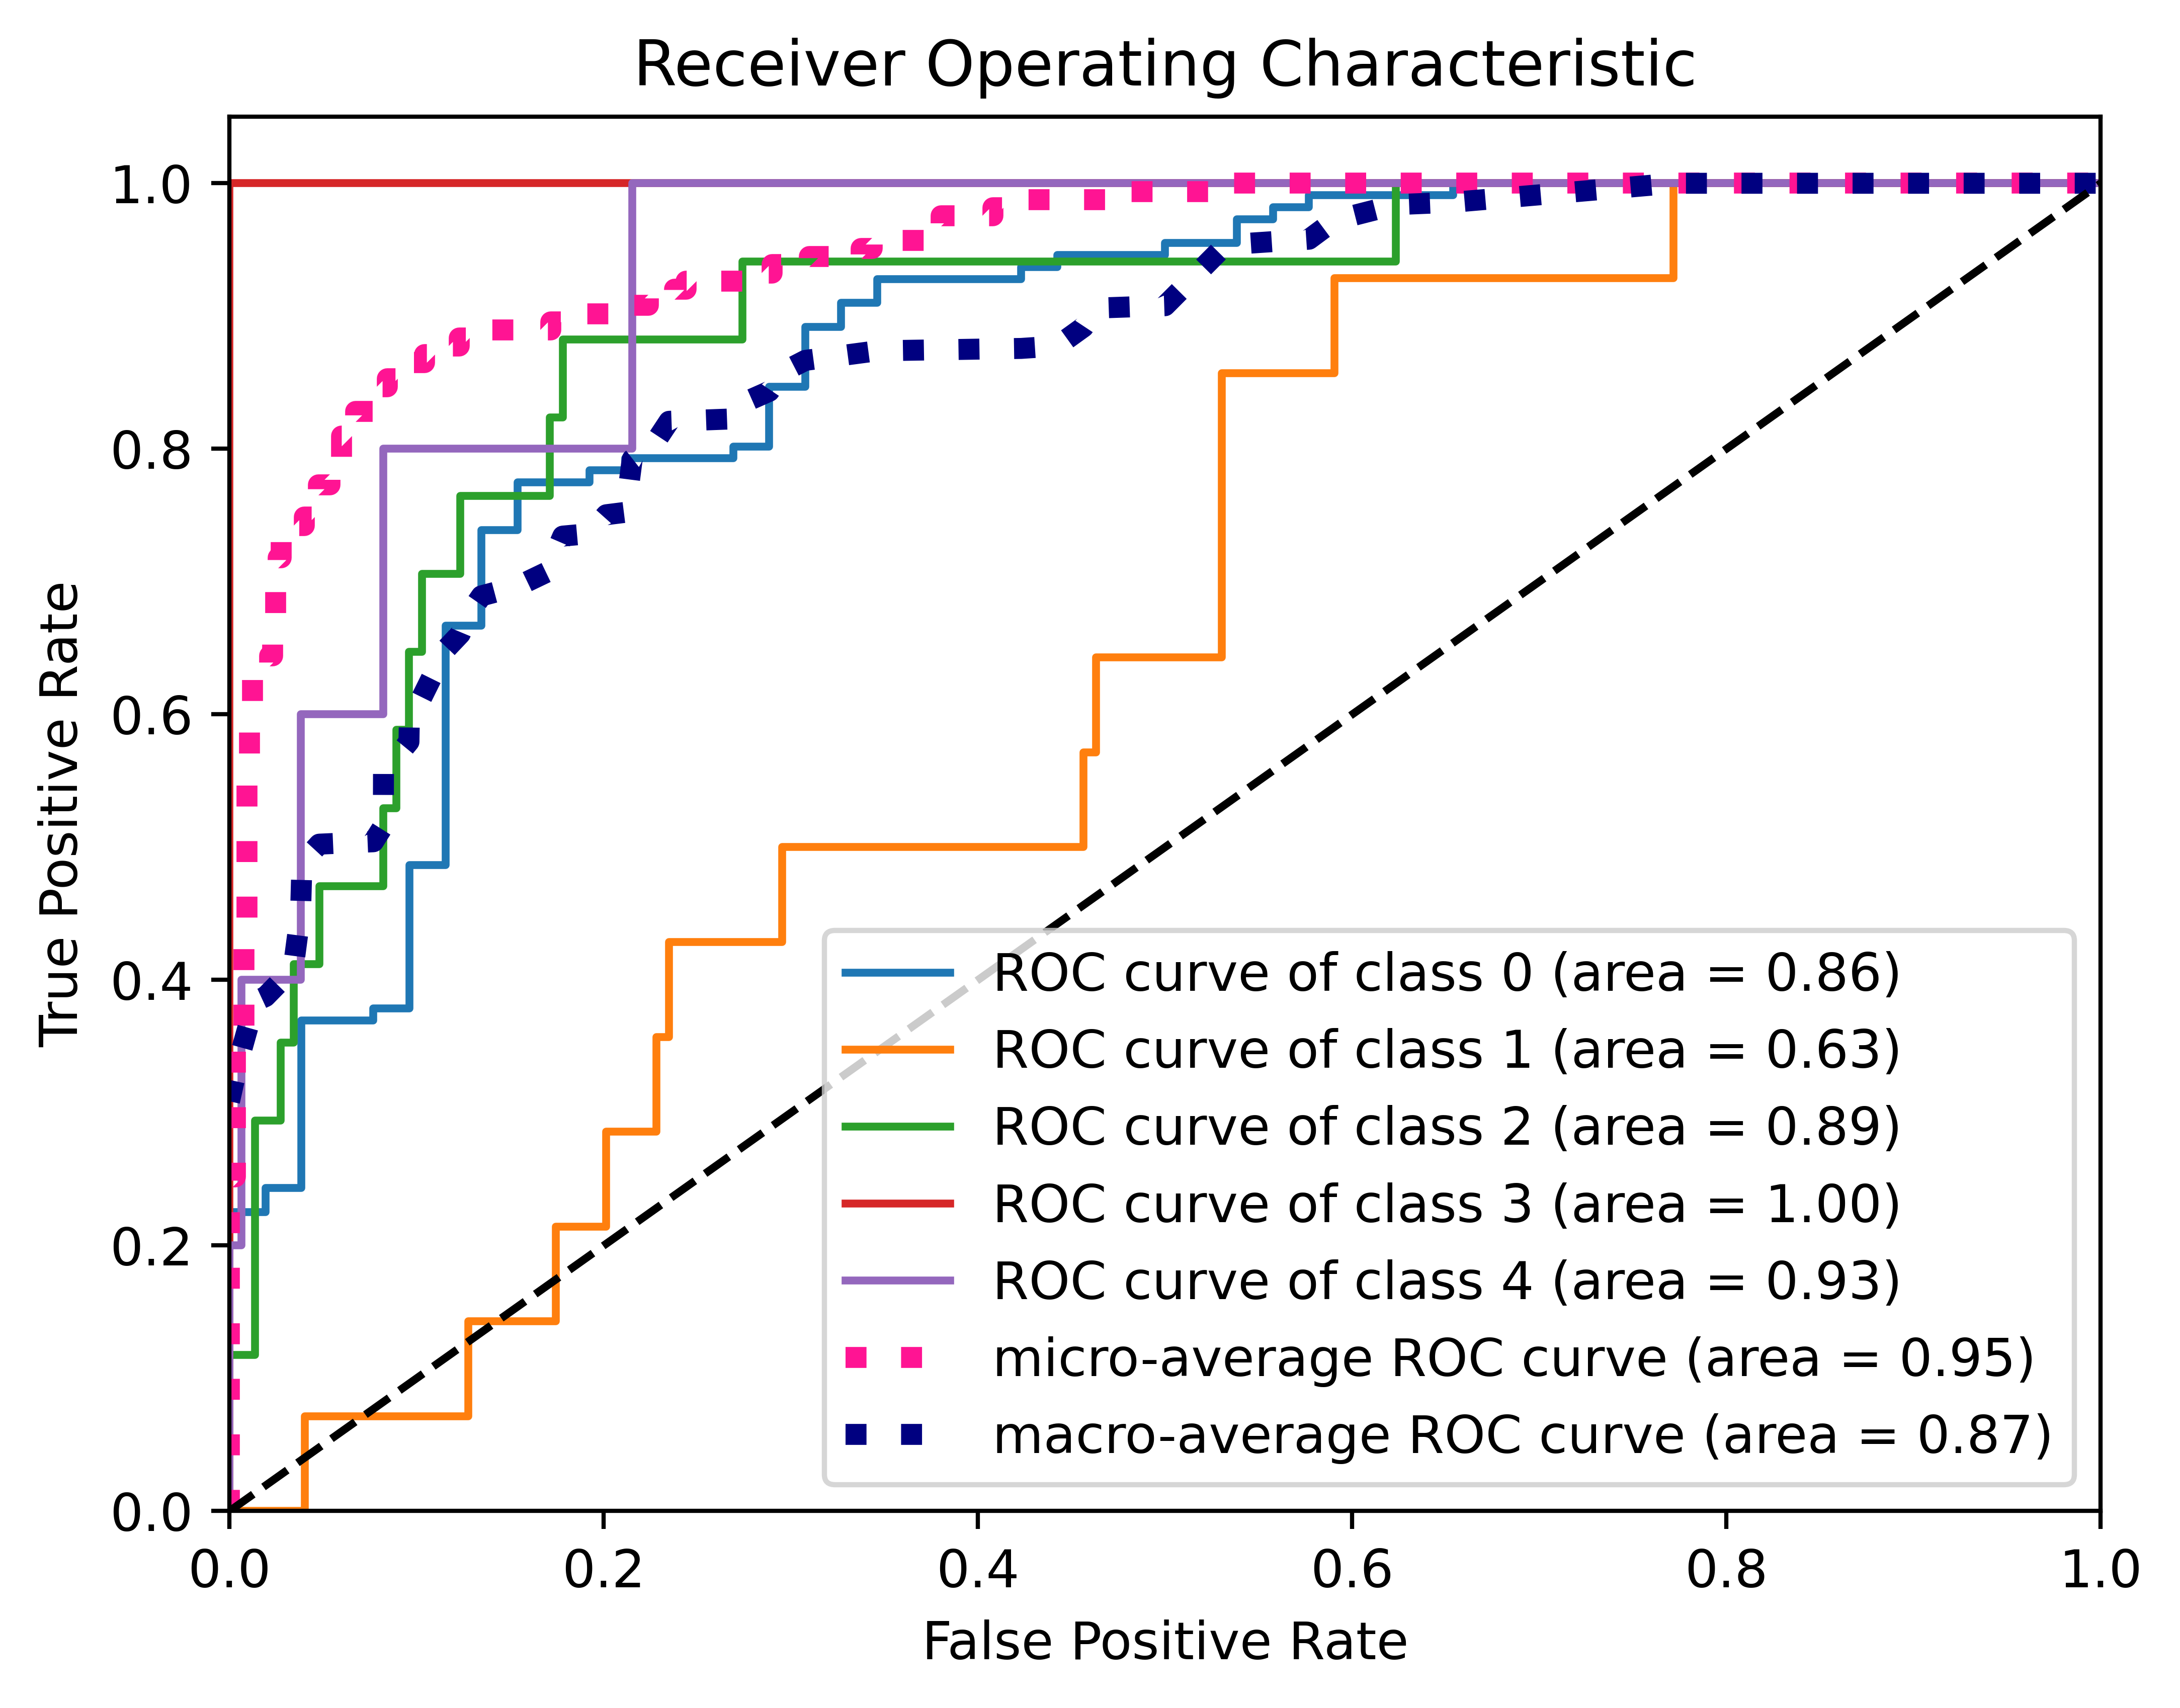 Receiver Operating Characteristic
1.0
0.8
0.6
0.4
0.2
0.0
True Positive Rate
ROC curve of class 0 (area = 0.86)
ROC curve of class 1 (area = 0.63)
ROC curve of class 2 (area = 0.89)
ROC curve of class 3 (area = 1.00)
ROC curve of class 4 (area = 0.93)
micro-average ROC curve (area = 0.95)
macro-average ROC curve (area = 0.87)
0.0 0.2 0.4 0.6 0.8 1.0
False Positive Rate